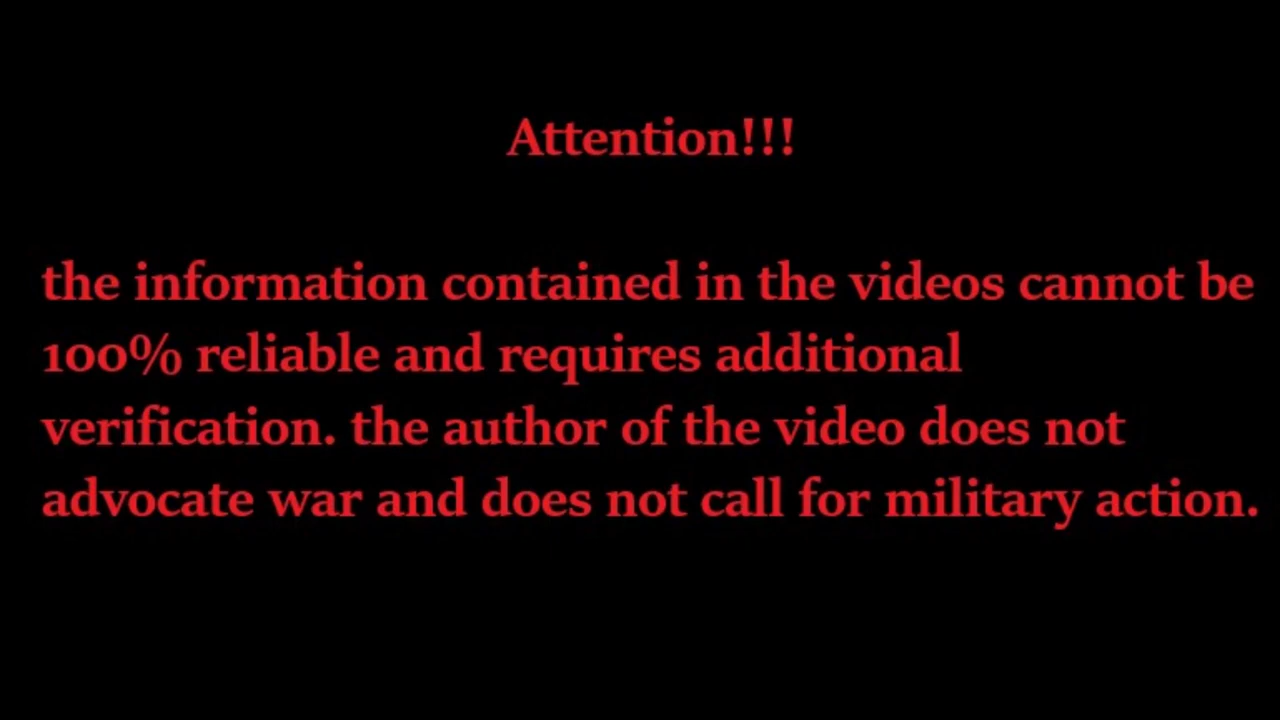 Attention!!!
the information contained in the videos cannot be
100% reliable and requires additional
verification. the author of the video does not
advocate war and does not call for military action.